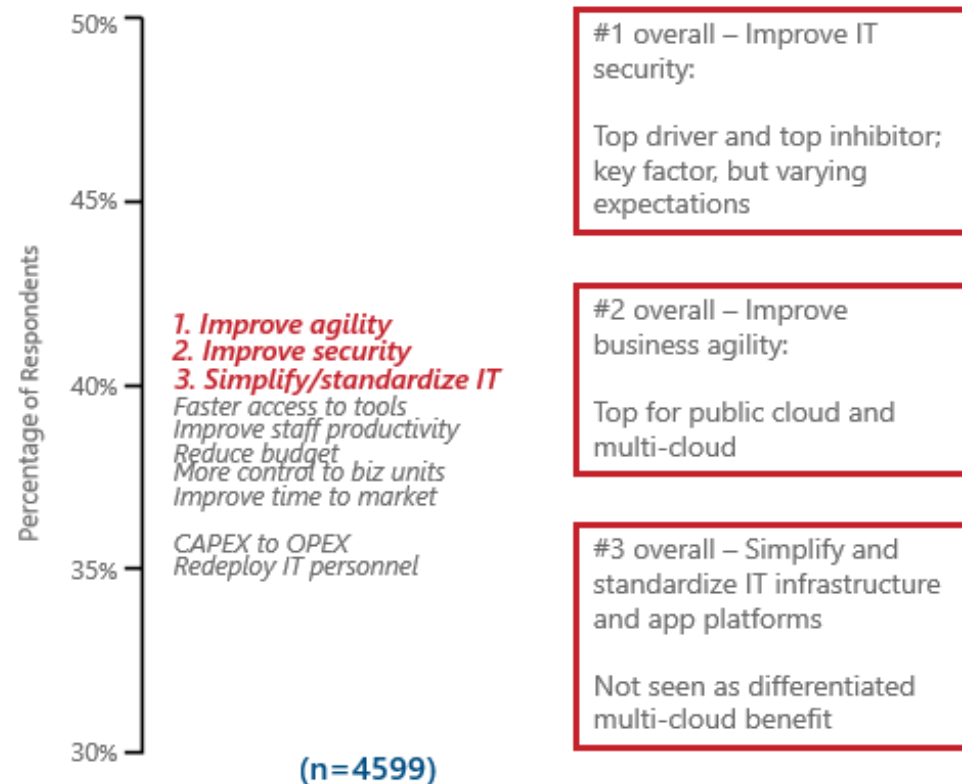 50%
45%
40%
35%
30%
Percentage of Respondents
1. Improve agility
2. Improve security
3. Simplify/standardize IT
Faster access to tools
Improve staff productivity
Reduce budget
More control to biz units
Improve time to market
CAPEX to OPEX
Redeploy IT personnel
(n=4599)
#1 overall – Improve IT
security:
Top driver and top inhibitor;
key factor, but varying
expectations
#2 overall – Improve
business agility:
Top for public cloud and
multi-cloud
#3 overall – Simplify and
standardize IT infrastructure
and app platforms
Not seen as differentiated
multi-cloud benefit